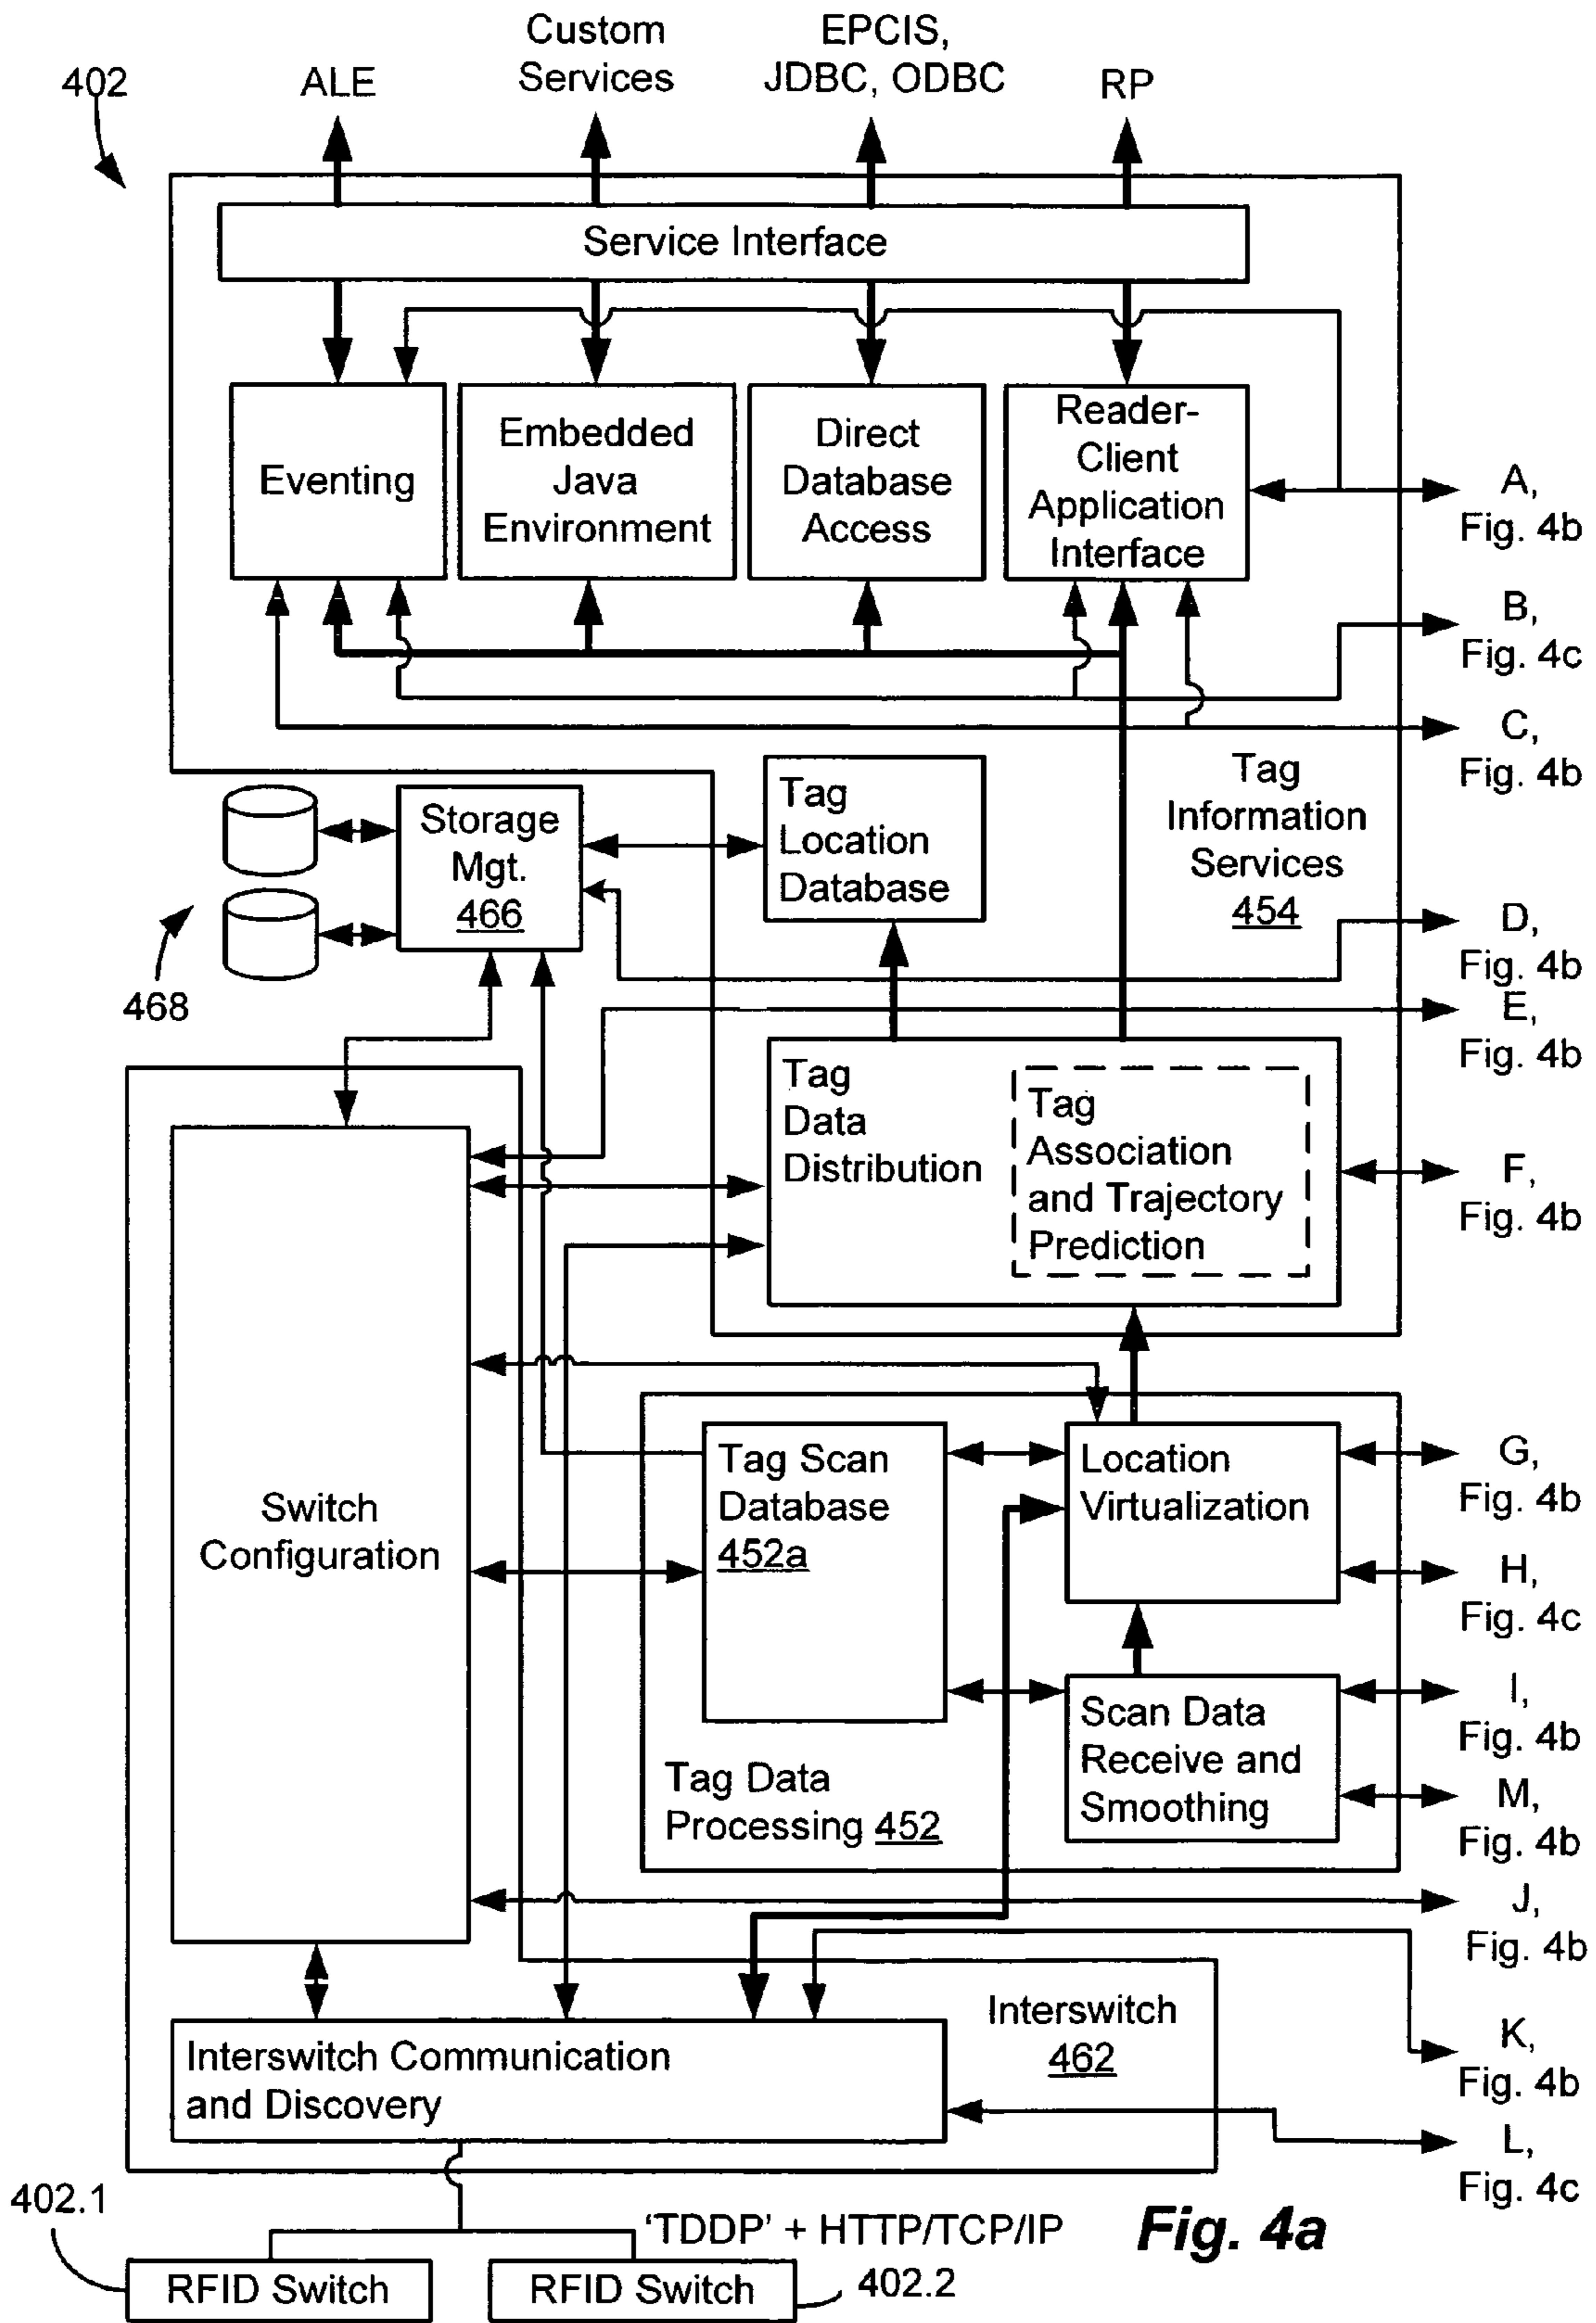 402
ALE
Custom
Services
EPCIS,
JDBC, ODBC
RP
Service Interface
Eventing
Embedded
Java
Environment
Direct
Database
Access
Reader-
Client
Application
Interface
A,
Fig. 4b
B,
Fig. 4c
C,
Fig. 4b
Storage
Mgt.
466
468
Tag
Location
Database
Tag
Information
Services
454
D,
Fig. 4b
E,
Fig. 4b
Tag
Data
Distribution
Tag
Association
and Trajectory
Prediction
F,
Fig. 4b
Switch
Configuration
Tag Scan
Database
452a
Location
Virtualization
G,
Fig. 4b
H,
Fig. 4c
Scan Data
Receive and
Smoothing
I,
Fig. 4b
M,
Fig. 4b
Tag Data
Processing 452
J,
Fig. 4b
Interswitch
462
Interswitch Communication
and Discovery
K,
Fig. 4b
L,
Fig. 4c
402.1
'TDDP' + HTTP/TCP/IP
Fig. 4a
RFID Switch
RFID Switch
402.2